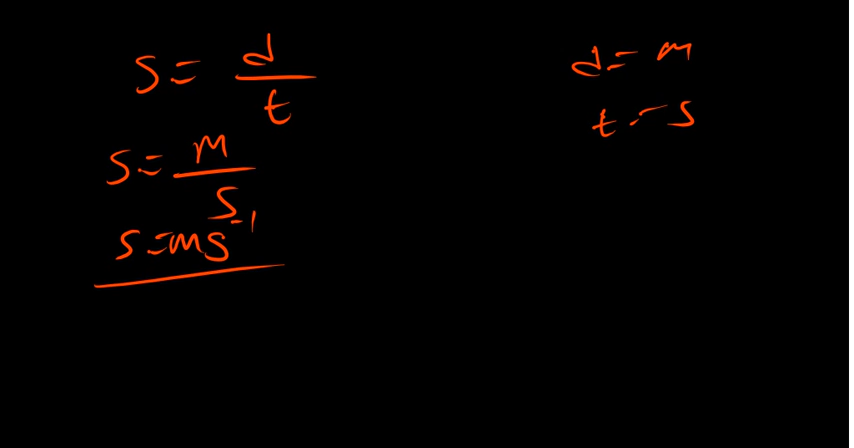 s = d/t
s = m/s
s = ms⁻¹
d = m
t = s